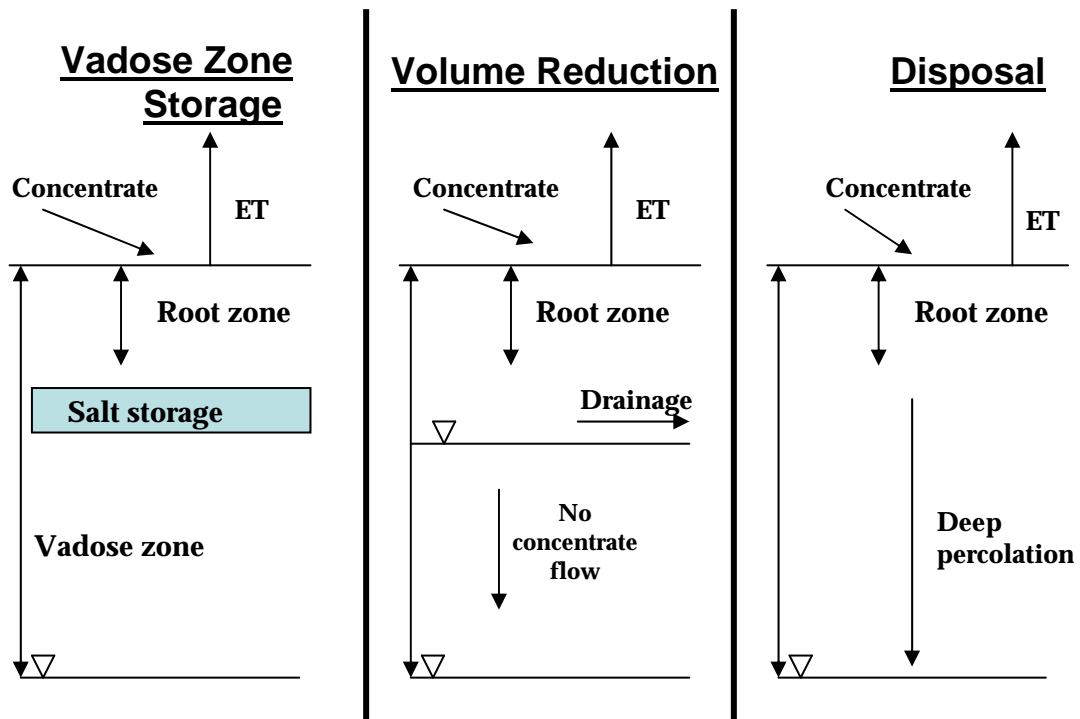 Vadose Zone
Storage
Concentrate
ET
Root zone
Salt storage
Vadose zone
Volume Reduction
Concentrate
ET
Root zone
Drainage
No
concentrate
flow
Disposal
Concentrate
ET
Root zone
Deep
percolation